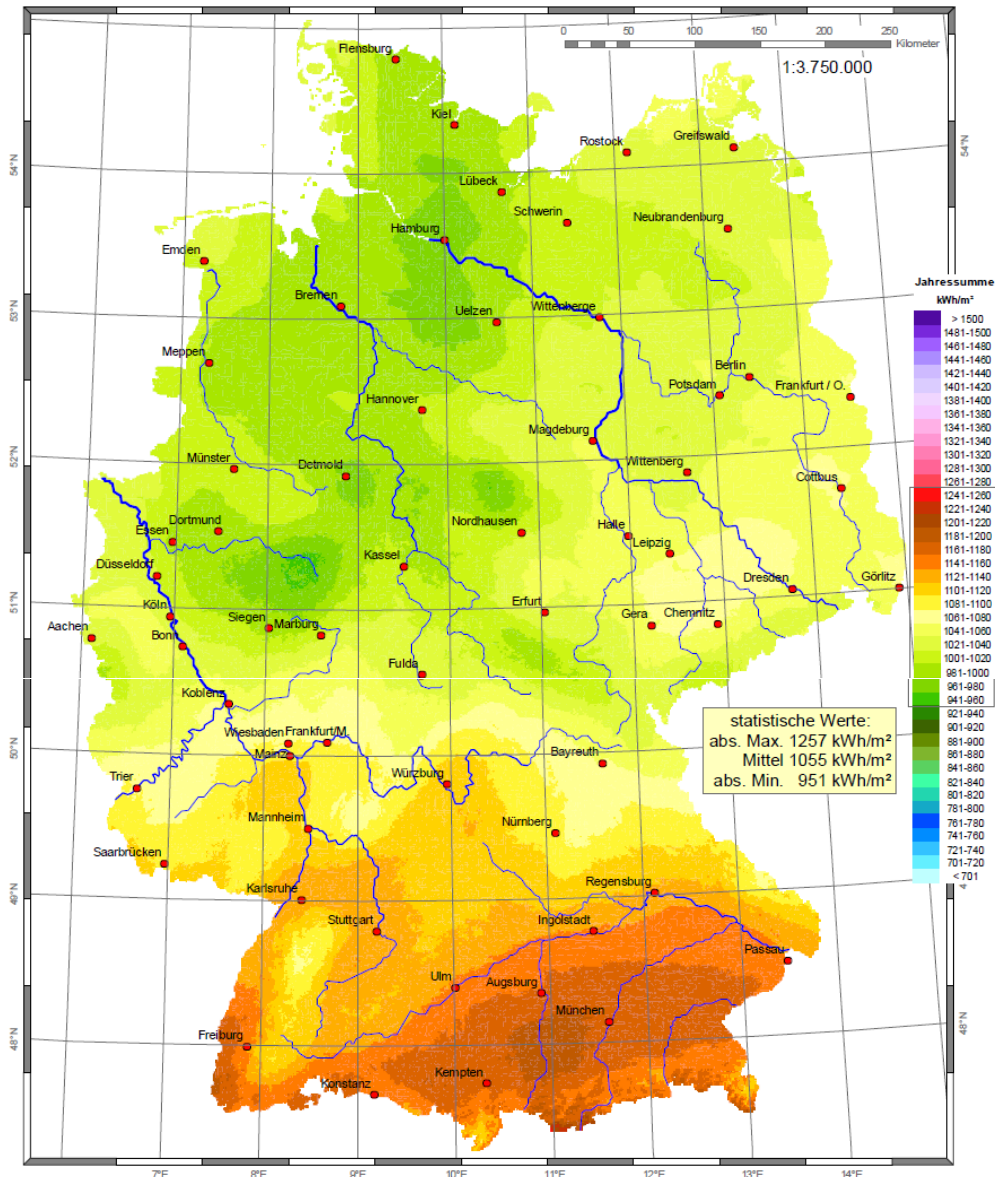 0 50 100 150 200 250
Kilometer
1:3.750.000
Flensburg
Kiel
Rostock
Greifswald
54°N
54°N
Lübeck
Schwerin
Neubrandenburg
Hamburg
Emden
Bremen
Uelzen
Wittenberge
53°N
Meppen
Berlin
Potsdam
Frankfurt / O.
Hannover
Magdeburg
52°N
Münster
Detmold
Wittenberg
Cottbus
Dortmund
Essen
Nordhausen
Halle
Leipzig
Düsseldorf
Kassel
Dresden
Görlitz
51°N
Köln
Erfurt
Gera
Chemnitz
Aachen
Siegen
Marburg
Bonn
Fulda
Koblenz
Wiesbaden
Frankfurt/M.
50°N
Mainz
Bayreuth
Trier
Würzburg
Mannheim
Nürnberg
Saarbrücken
49°N
Karlsruhe
Regensburg
Stuttgart
Ingolstadt
Passau
Ulm
Augsburg
München
48°N
48°N
Freiburg
Kempten
Konstanz
7°E 8°E 9°E 10°E 11°E 12°E 13°E 14°E
Jahressumme
kWh/m²
> 1500
1481-1500
1461-1480
1441-1460
1421-1440
1401-1420
1381-1400
1361-1380
1341-1360
1321-1340
1301-1320
1281-1300
1261-1280
1241-1260
1221-1240
1201-1220
1181-1200
1161-1180
1141-1160
1121-1140
1101-1120
1081-1100
1061-1080
1041-1060
1021-1040
1001-1020
981-1000
961-980
941-960
921-940
901-920
881-900
861-880
841-860
821-840
801-820
781-800
761-780
741-760
721-740
701-720
< 701
statistische Werte:
abs. Max. 1257 kWh/m²
Mittel 1055 kWh/m²
abs. Min. 951 kWh/m²